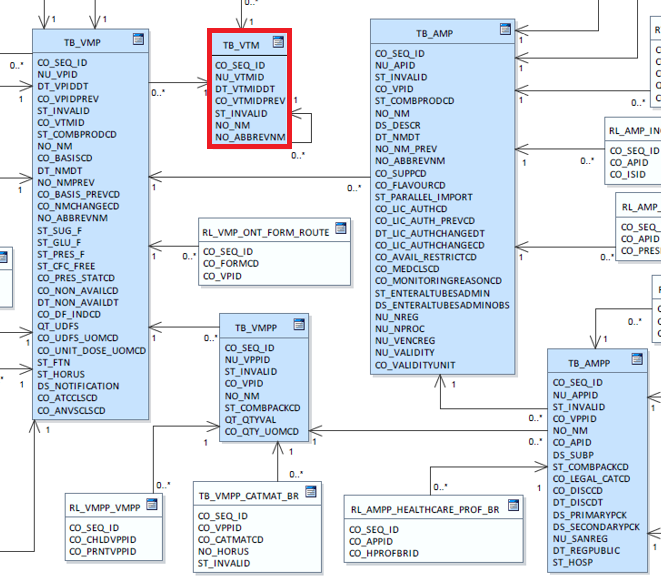 TB_VMP
CO_SEQ_ID
NU_VPID
DT_VPIDDT
CO_VPIDPREV
ST_INVALID
CO_VTMID
ST_COMBPRODCD
NO_NM
CO_BASISCD
DT_NMDT
NO_NMPREV
CO_BASIS_PREVCD
CO_NMCHANGECD
NO_ABBREVNM
ST_SUG_F
ST_GLU_F
ST_PRES_F
ST_CFC_FREE
CO_PRES_STATCD
CO_NON_AVAILCD
DT_NON_AVAILDT
CO_DF_INDCD
QT_UDFS
CO_UDFS_UOMCD
CO_UNIT_DOSE_UOMCD
ST_FTN
ST_HORUS
DS_NOTIFICATION
CO_ATCCLSCD
CO_ANVSCLSCD
TB_VTM
CO_SEQ_ID
NU_VTMID
DT_VTMIDDT
CO_VTMIDPREV
ST_INVALID
NO_NM
NO_ABBREVNM
TB_AMP
CO_SEQ_ID
NU_APID
ST_INVALID
CO_VPID
ST_COMBPRODCD
NO_NM
DS_DESCR
DT_NMDT
NO_NM_PREV
NO_ABBREVNM
CO_SUPPCD
CO_FLAVOURCD
ST_PARALLEL_IMPORT
CO_LIC_AUTHCD
CO_LIC_AUTH_PREVCD
DT_LIC_AUTHCHANGEDT
CO_LIC_AUTHCHANGECD
CO_AVAIL_RESTRICTCD
CO_MEDCLSCD
CO_MONITORINGREASONCD
ST_ENTERALTUBESADMIN
DS_ENTERALTUBESADMINOBS
NU_NREG
NU_NPROC
NU_VENCREG
NU_VALIDITY
CO_VALIDITYUNIT
RL_AMP_IN
CO_SEQ_ID
CO_APID
CO_ISID
RL_AMP_
CO_SEQ_
CO_APID
CO_PRES
RL_VMP_ONT_FORM_ROUTE
CO_SEQ_ID
CO_FORMCD
CO_VPID
TB_VMPP
CO_SEQ_ID
NU_VPPID
ST_INVALID
CO_VPID
NO_NM
ST_COMBPACKCD
QT_QTYVAL
CO_QTY_UOMCD
TB_AMPP
CO_SEQ_ID
NU_APPID
ST_INVALID
CO_VPPID
NO_NM
CO_APID
DS_SUBP
ST_COMBPACKCD
CO_LEGAL_CATCD
CO_DISCCD
DT_DISCDT
DS_PRIMARYPCK
DS_SECONDARYPCK
NU_SANREG
DT_REGPUBLIC
ST_HOSP
RL_VMPP_VMPP
CO_SEQ_ID
CO_CHLDVPPID
CO_PRNTVPPID
TB_VMPP_CATMAT_BR
CO_SEQ_ID
CO_VPPID
CO_CATMATCD
NO_HORUS
ST_INVALID
RL_AMPP_HEALTHCARE_PROF_BR
CO_SEQ_ID
CO_APPID
CO_HPROFBRID